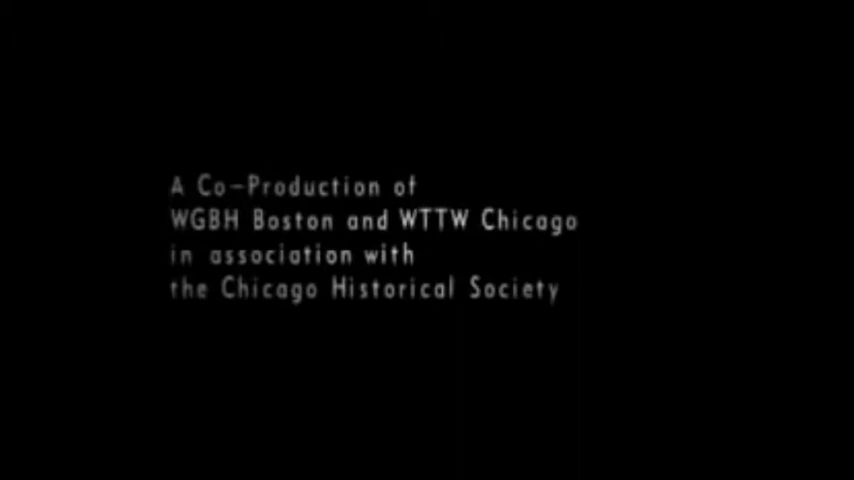 A Co-Production of
WGBH Boston and WTTW Chicago
in association with
the Chicago Historical Society